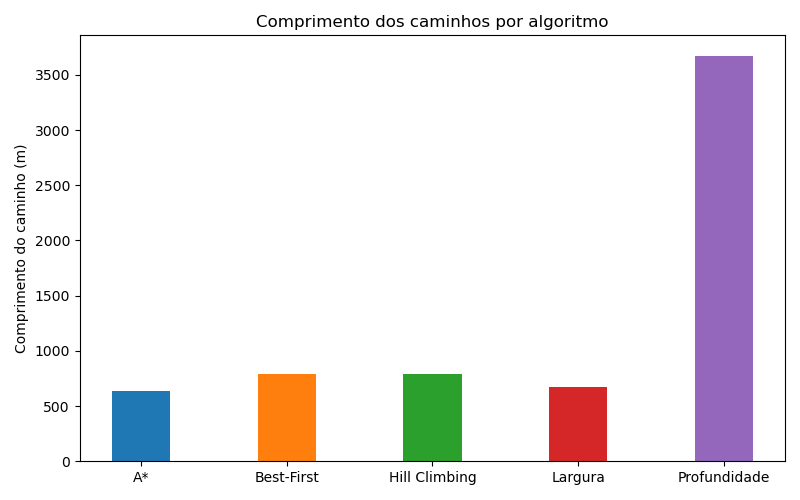 Comprimento dos caminhos por algoritmo
Comprimento do caminho (m)
3500
3000
2500
2000
1500
1000
500
0
A*
Best-First
Hill Climbing
Largura
Profundidade